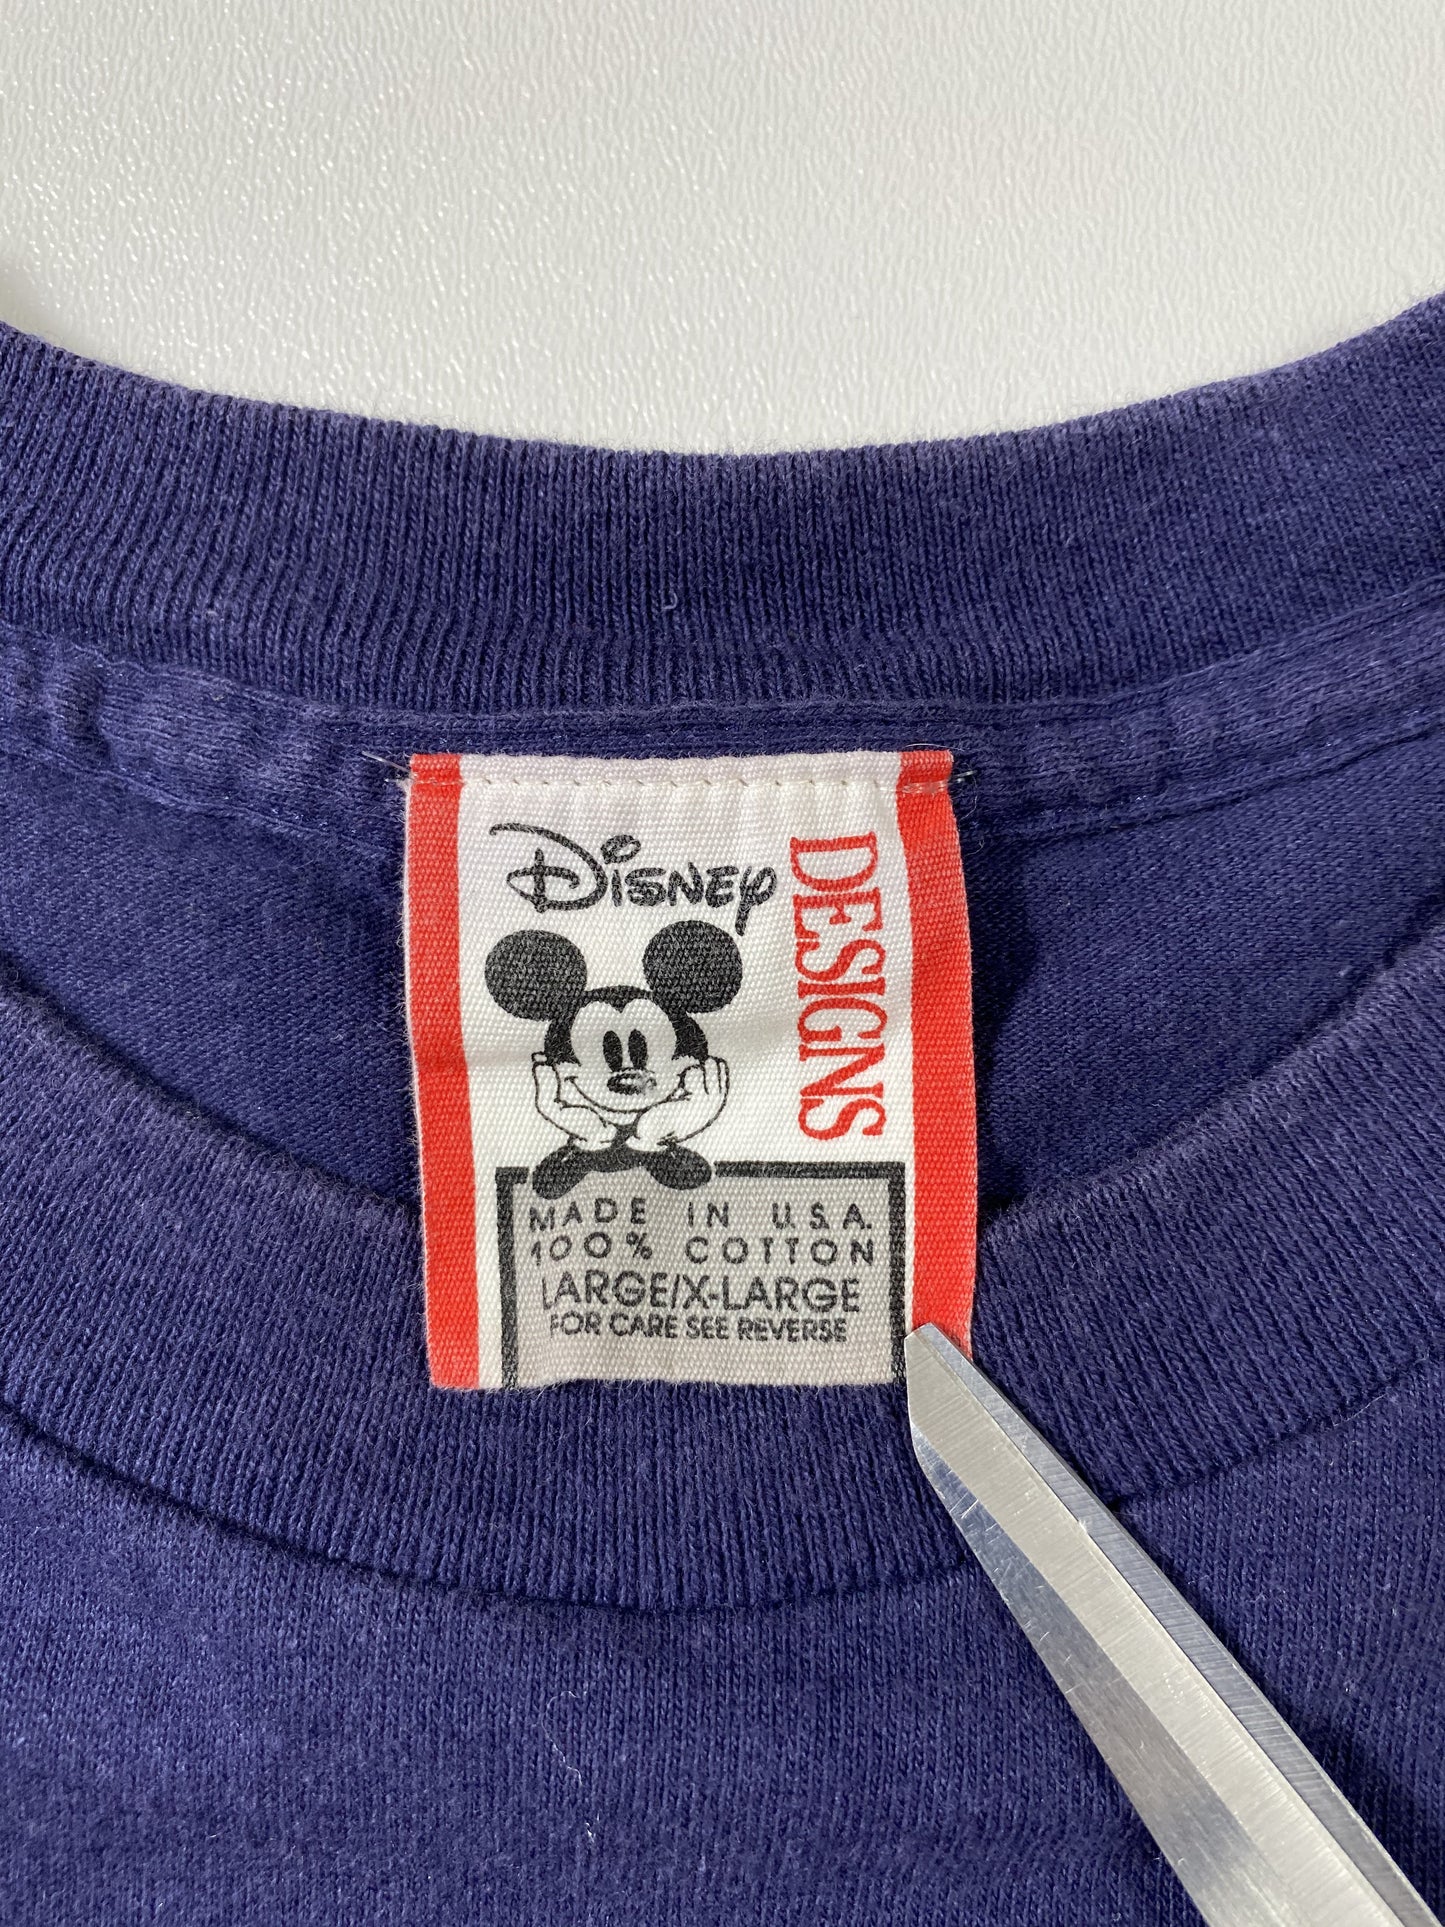 Disney
DESIGNS
MADE IN U.S.A.
100% COTTON
LARGE/X-LARGE
FOR CARE SEE REVERSE